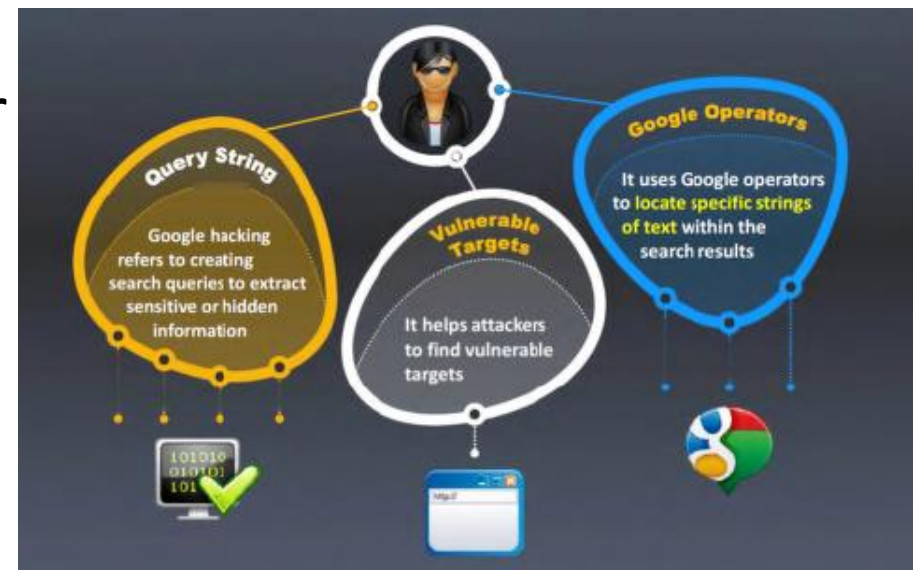 Query String
Google hacking
refers to creating
search queries to extract
sensitive or hidden
information
Vulnerable
Targets
It helps attackers
to find vulnerable
targets
Google Operators
It uses Google operators
to locate specific strings
of text within the
search results
101010
01010
101
http://